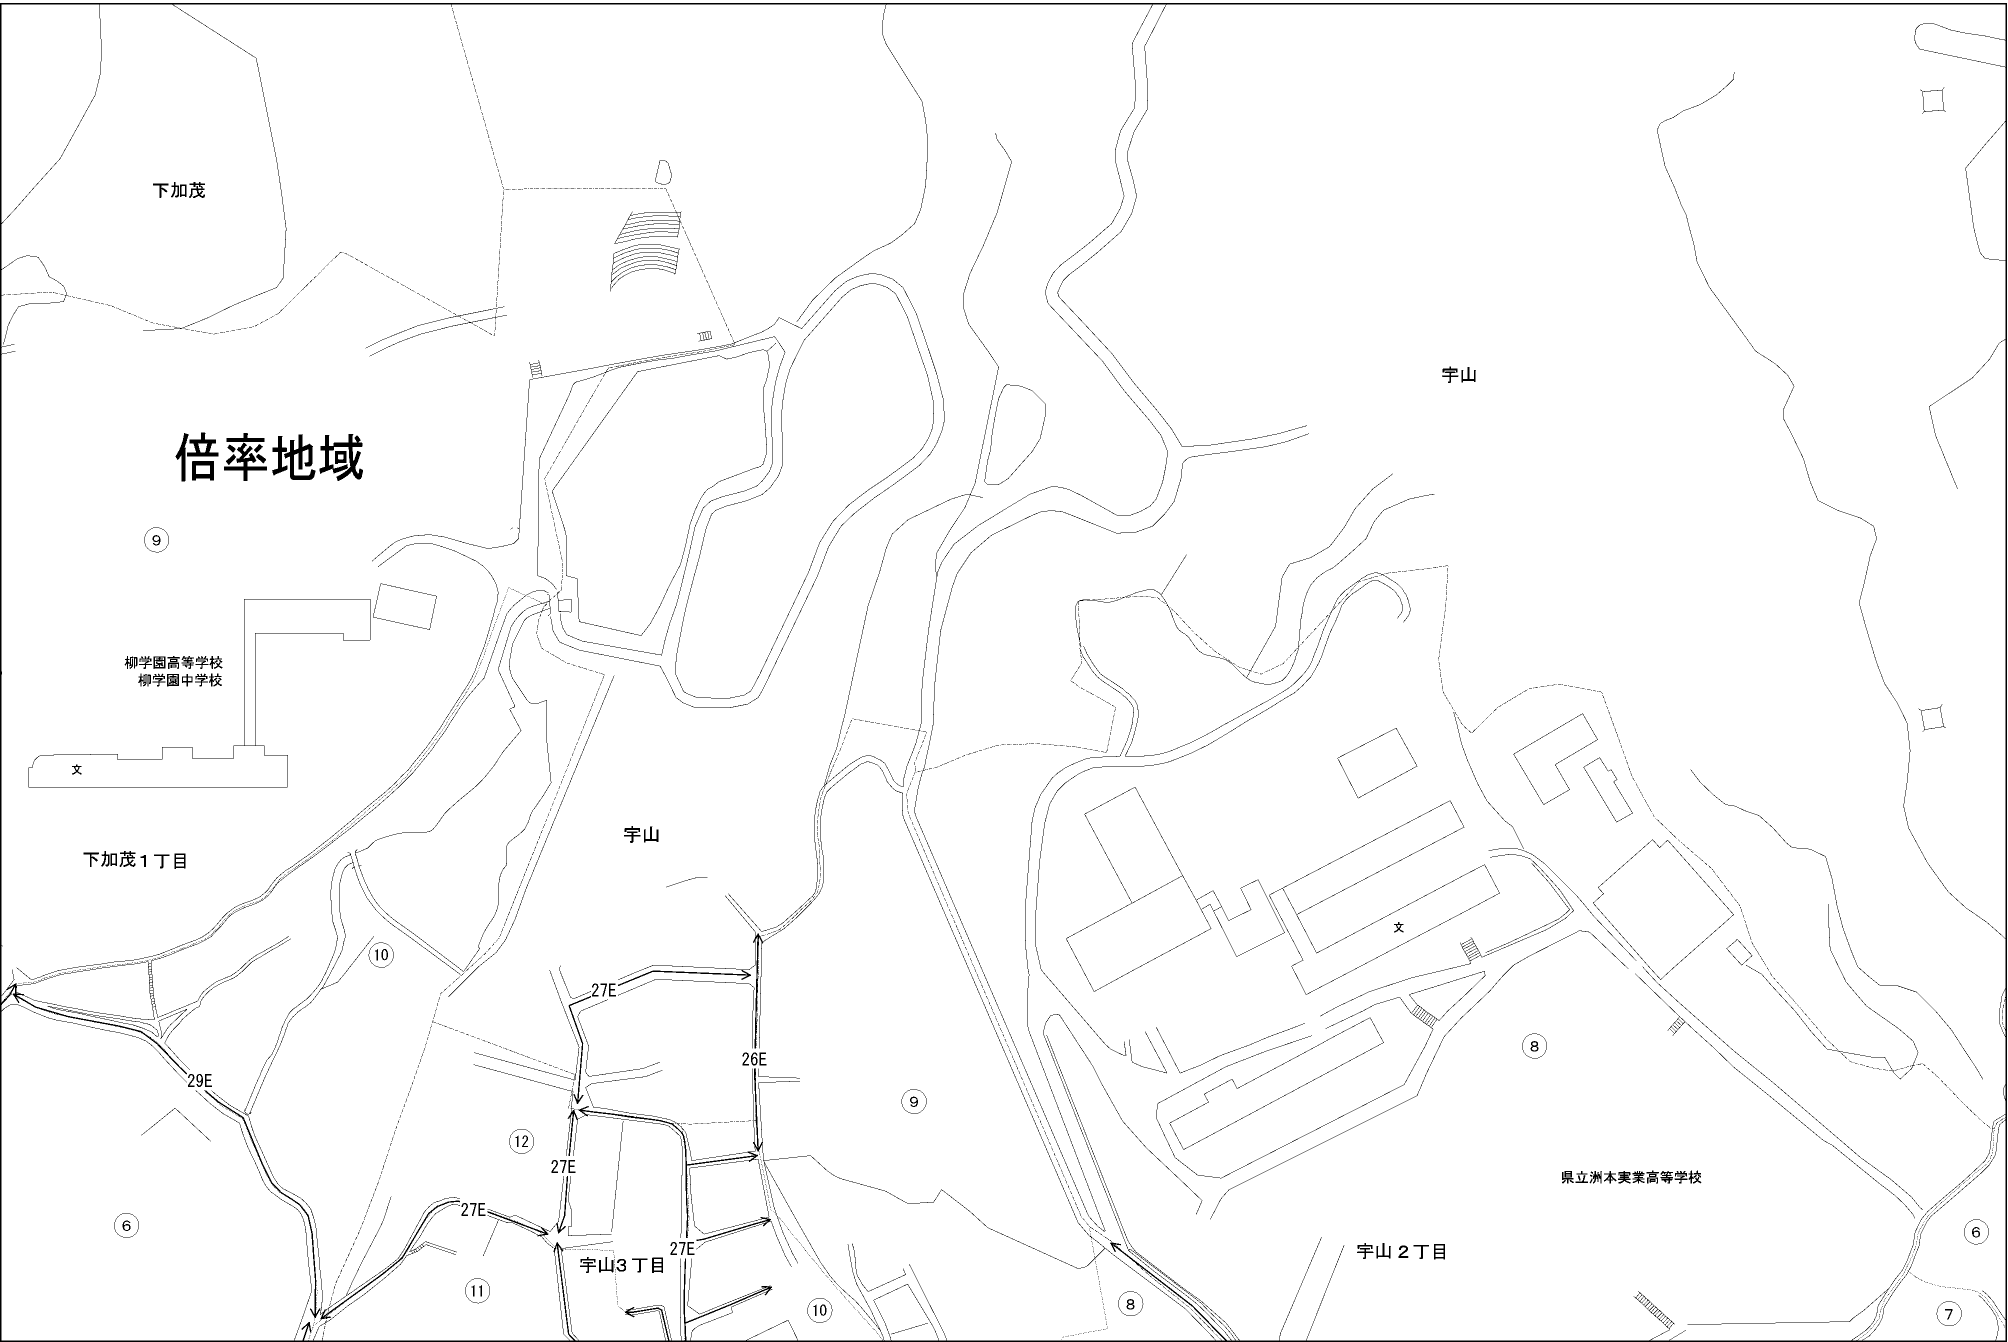 下加茂
宇山
倍率地域
9
柳学園高等学校
柳学園中学校
文
宇山
下加茂1丁目
文
10
27E
8
26E
29E
9
12
27E
県立洲本実業高等学校
27E
6
6
27E
宇山3丁目
宇山2丁目
11
10
8
7